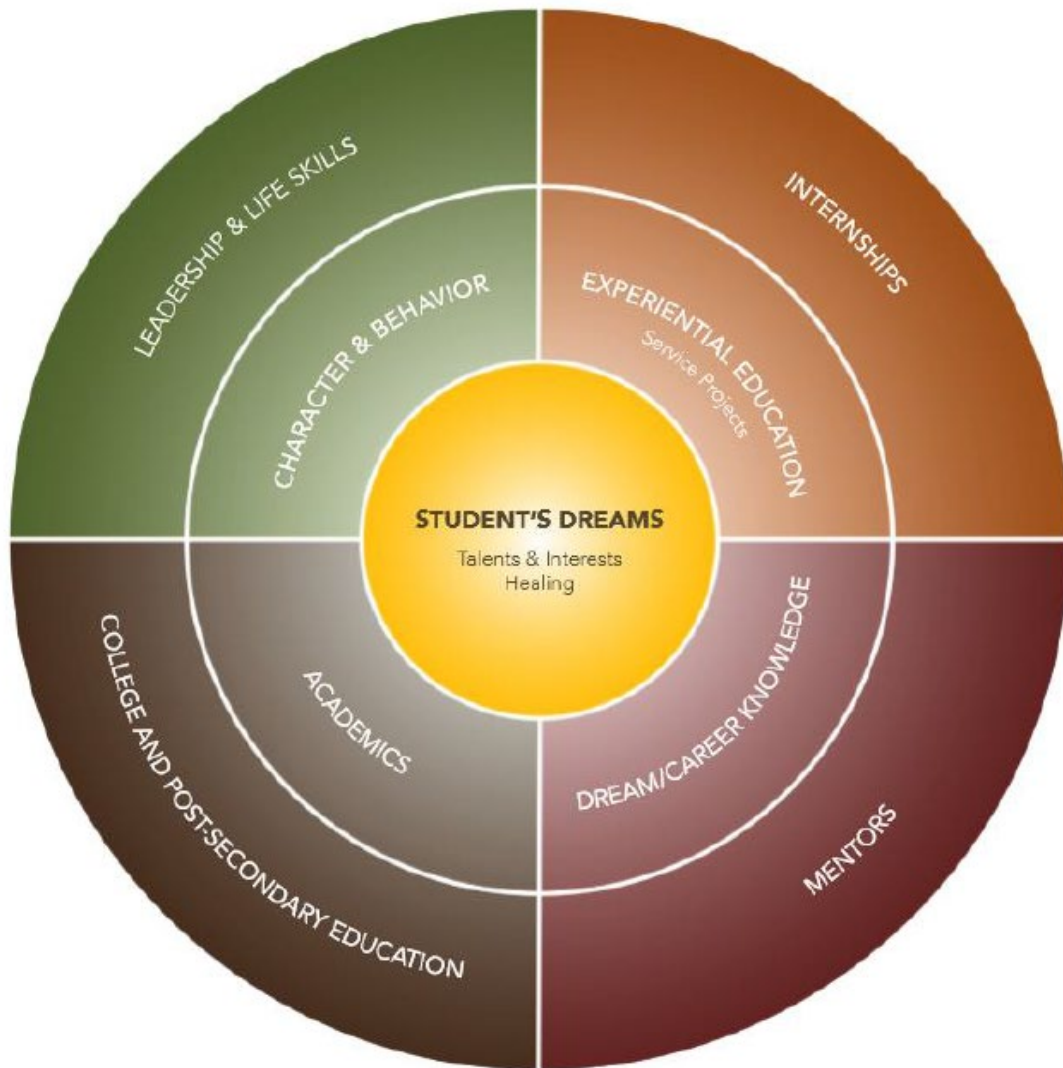 LEADERSHIP & LIFE SKILLS
CHARACTER & BEHAVIOR
INTERNSHIPS
EXPERIENTIAL EDUCATION
Service Projects
STUDENT'S DREAMS
Talents & Interests
Healing
COLLEGE AND POST-SECONDARY EDUCATION
ACADEMICS
DREAM/CAREER KNOWLEDGE
MENTORS